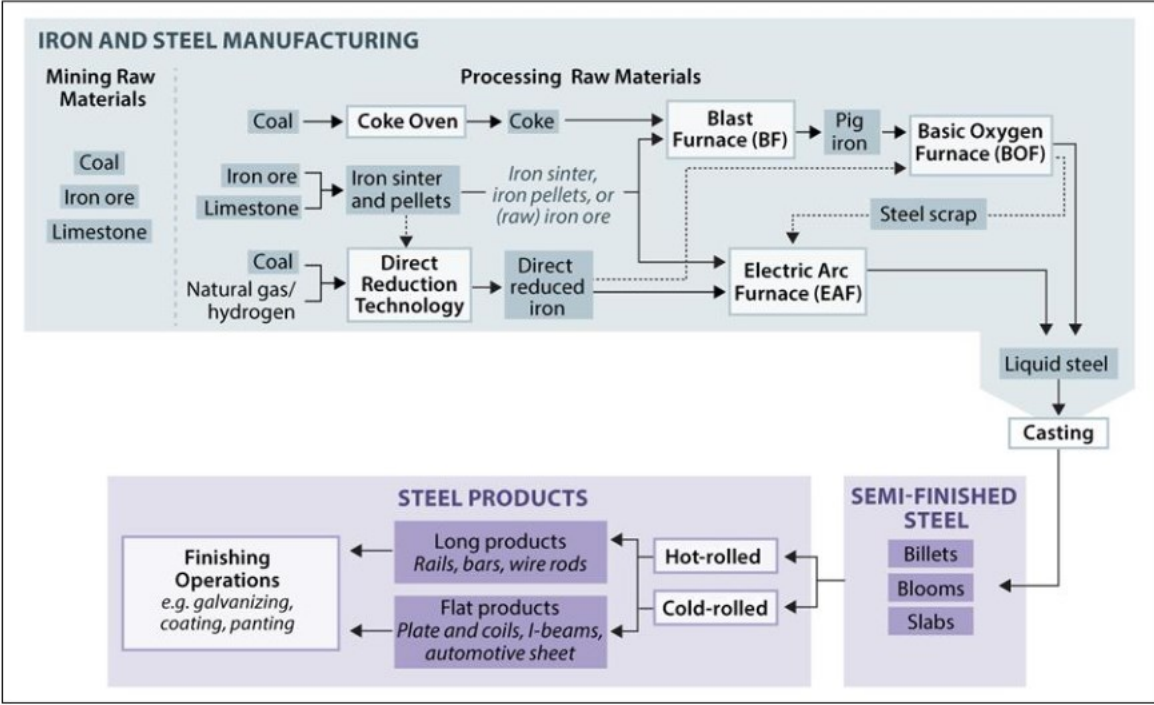 IRON AND STEEL MANUFACTURING
Mining Raw
Materials
Coal
Iron ore
Limestone
Processing Raw Materials
Coal
Coke Oven
Coke
Blast
Furnace (BF)
Pig
iron
Basic Oxygen
Furnace (BOF)
Iron ore
Limestone
Iron sinter
and pellets
Iron sinter,
iron pellets, or
(raw) iron ore
Steel scrap
Coal
Natural gas/
hydrogen
Direct
Reduction
Technology
Direct
reduced
iron
Electric Arc
Furnace (EAF)
Liquid steel
Casting
SEMI-FINISHED
STEEL
Billets
Blooms
Slabs
STEEL PRODUCTS
Hot-rolled
Cold-rolled
Long products
Rails, bars, wire rods
Flat products
Plate and coils, I-beams,
automotive sheet
Finishing
Operations
e.g. galvanizing,
coating, panting